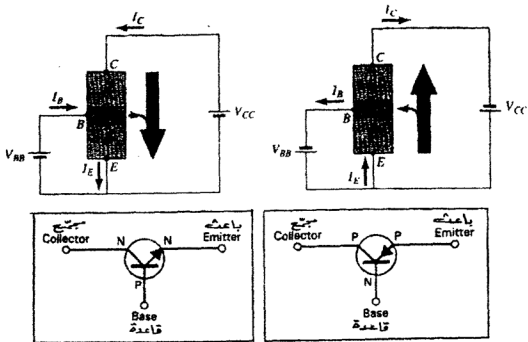 I_C
C
I_B
B
V_CC
V_BB
E
I_E
I_C
C
I_B
B
V_CC
V_BB
E
I_E
مجمع
Collector
N
N
باعث
Emitter
P
Base
قاعدة
مجمع
Collector
P
P
باعث
Emitter
N
Base
قاعدة